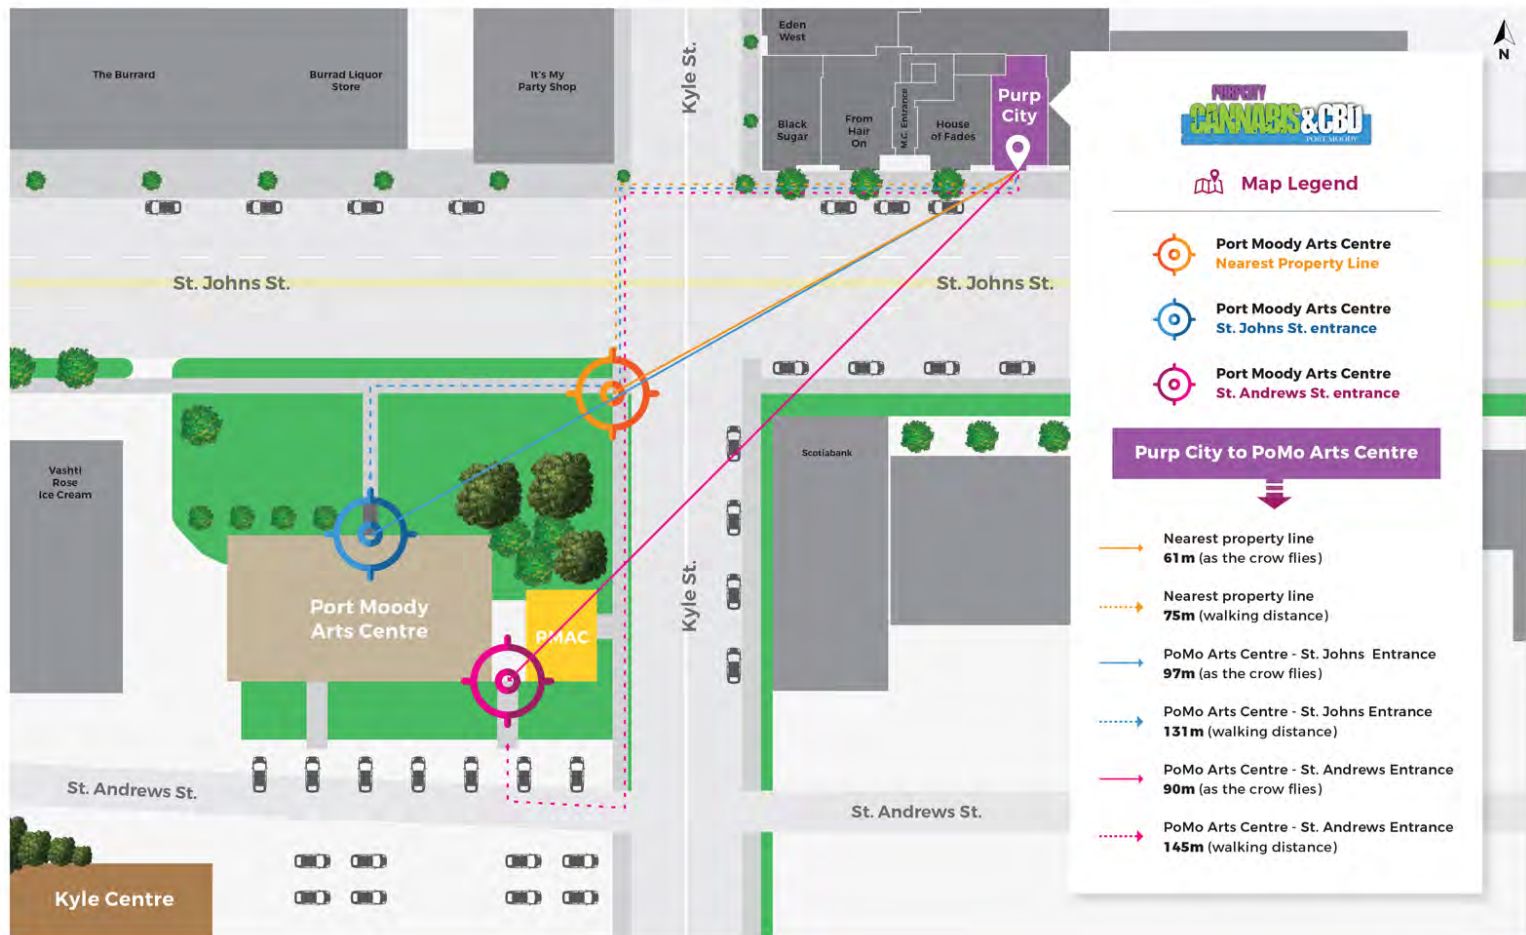 The Burrard
Burrad Liquor
Store
It's My
Party Shop
Kyle St.
Eden
West
Black
Sugar
From
Hair
On
M.C. Entrance
House
of Fades
Purp
City
N
St. Johns St.
St. Johns St.
Vashti
Rose
Ice Cream
Scotiabank
Port Moody
Arts Centre
PMAC
Kyle St.
St. Andrews St.
St. Andrews St.
Kyle Centre
PURPCITY
CANNABIS&CBD
PORT MOODY
Map Legend
Port Moody Arts Centre
Nearest Property Line
Port Moody Arts Centre
St. Johns St. entrance
Port Moody Arts Centre
St. Andrews St. entrance
Purp City to PoMo Arts Centre
Nearest property line
61m (as the crow flies)
Nearest property line
75m (walking distance)
PoMo Arts Centre - St. Johns Entrance
97m (as the crow flies)
PoMo Arts Centre - St. Johns Entrance
131m (walking distance)
PoMo Arts Centre - St. Andrews Entrance
90m (as the crow flies)
PoMo Arts Centre - St. Andrews Entrance
145m (walking distance)